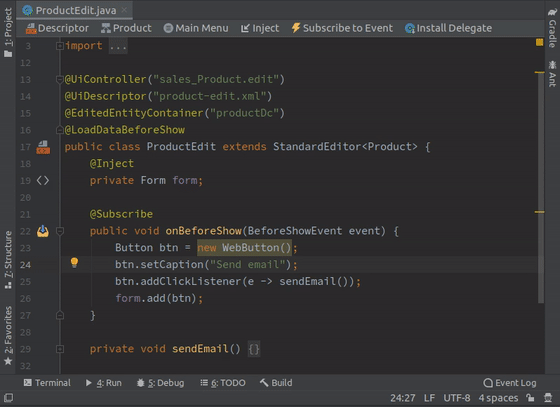 ProductEdit.java
Descriptor Product Main Menu Inject Subscribe to Event Install Delegate
1: Project
7: Structure
2: Favorites
Gradle
Ant
3 import ...
12
13 @UiController("sales_Product.edit")
14 @UiDescriptor("product-edit.xml")
15 @EditedEntityContainer("productDc")
16 @LoadDataBeforeShow
17 public class ProductEdit extends StandardEditor<Product> {
18 @Inject
19 private Form form;
20
21 @Subscribe
22 public void onBeforeShow(BeforeShowEvent event) {
23 Button btn = new WebButton();
24 btn.setCaption("Send email");
25 btn.addClickListener(e -> sendEmail());
26 form.add(btn);
27 }
28
29 private void sendEmail() {}
32
Terminal 4: Run 5: Debug 6: TODO Build Event Log
24:27 LF UTF-8 4 spaces